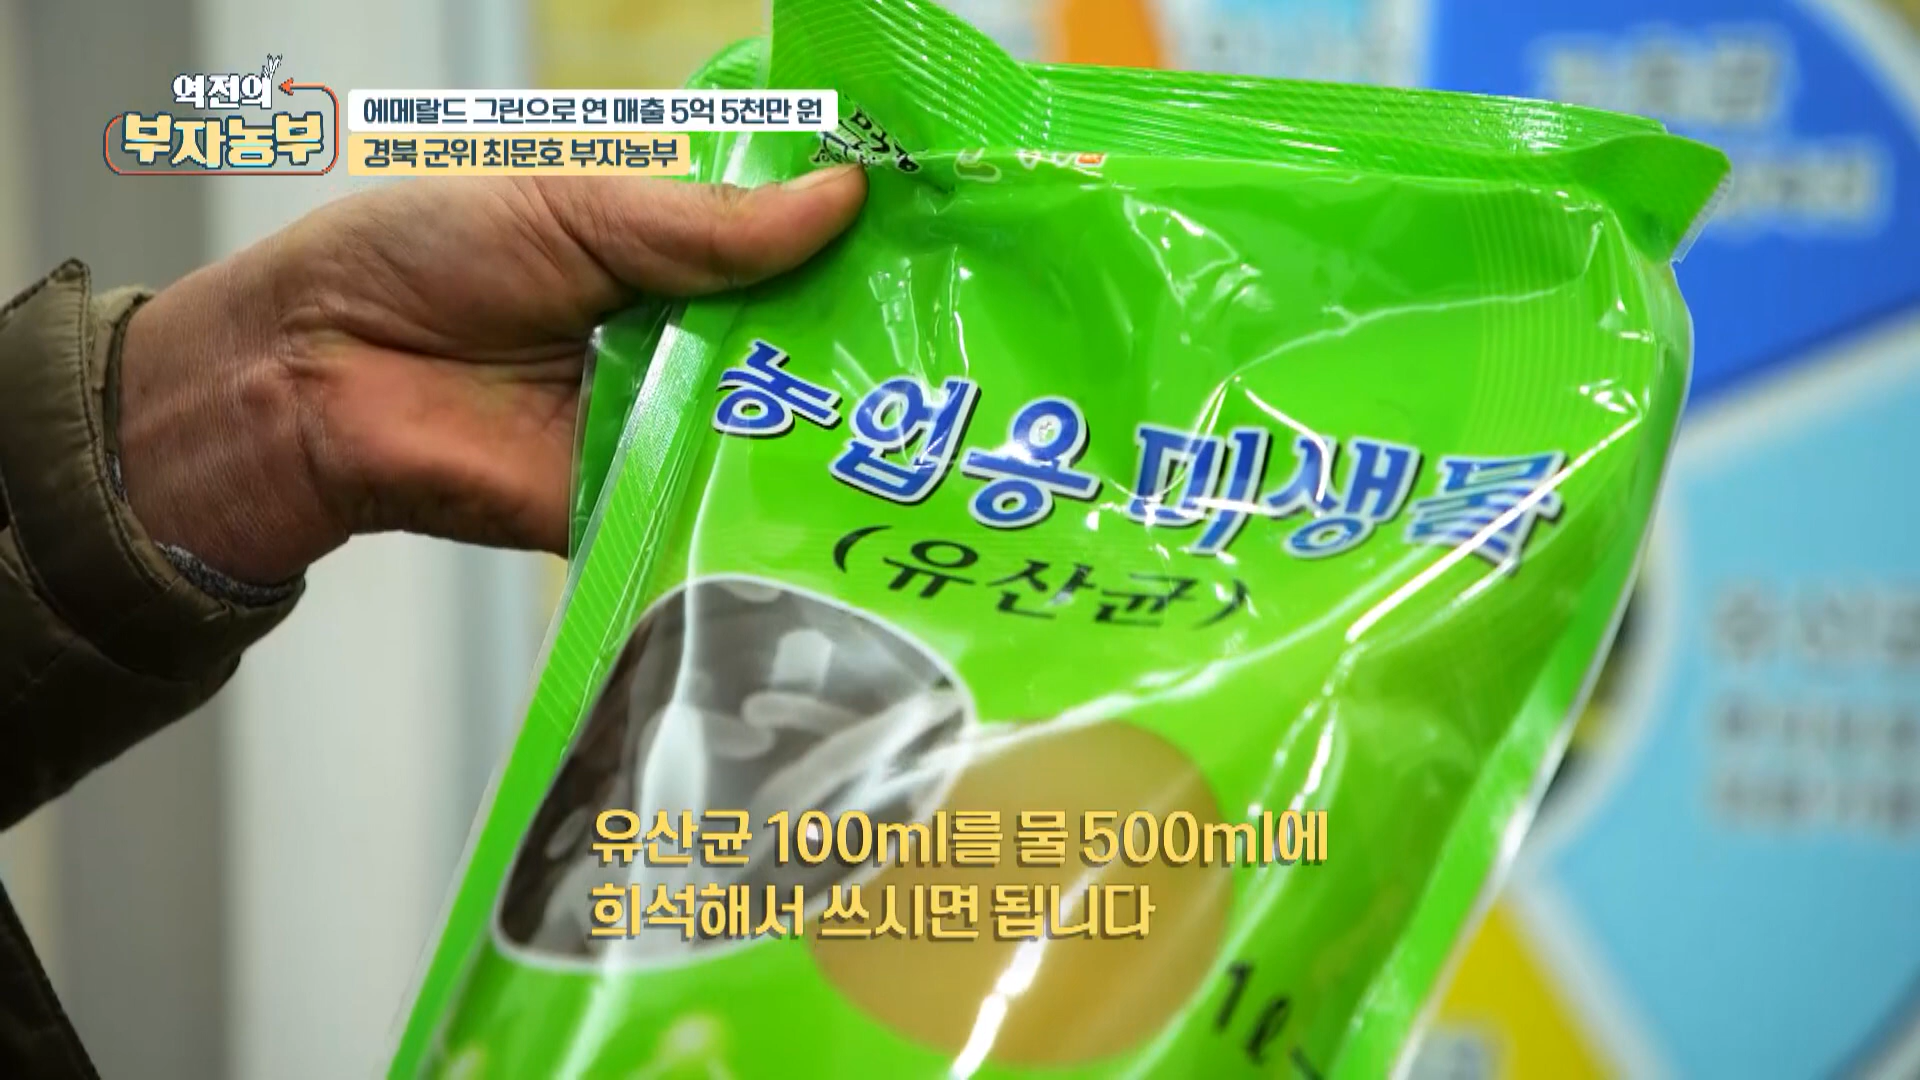 역전의
부자농부
에메랄드 그린으로 연 매출 5억 5천만 원
경북 군위 최문호 부자농부
농업용 미생물
(유산균)
유산균 100ml를 물 500ml에
희석해서 쓰시면 됩니다
1ℓ